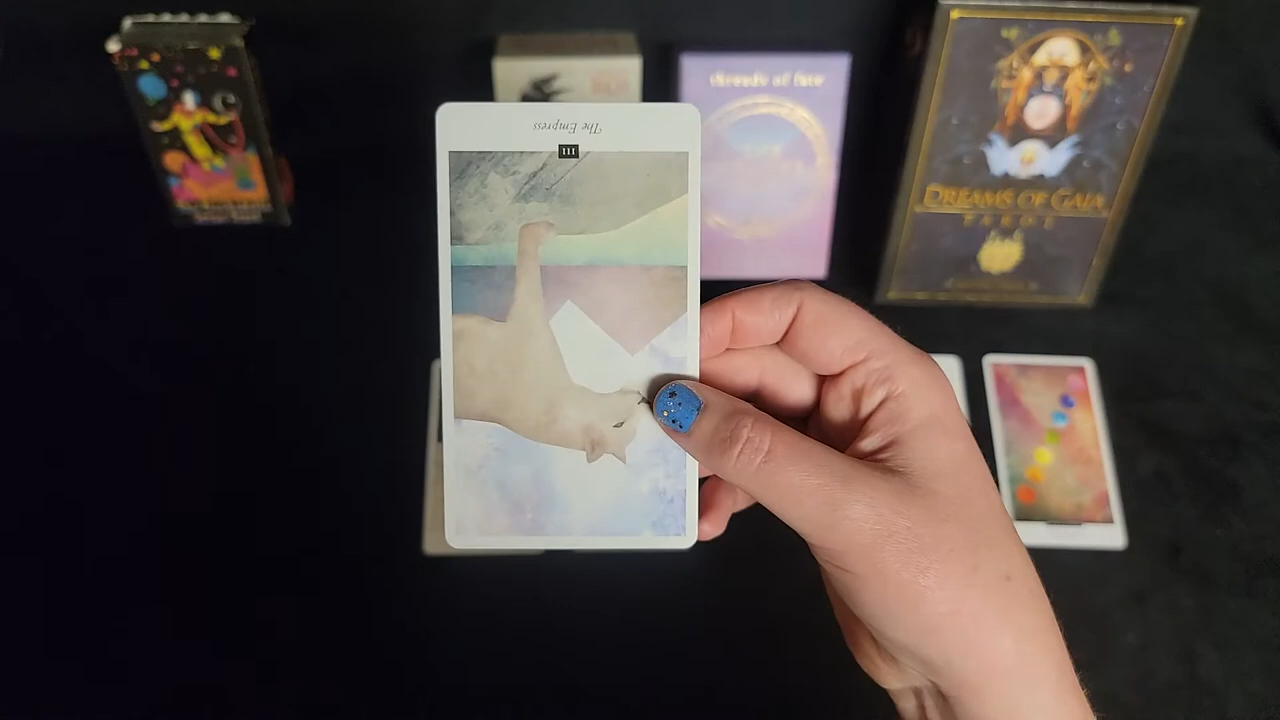 threads of fate
DREAMS OF GAIA
TAROT
The Empress
III